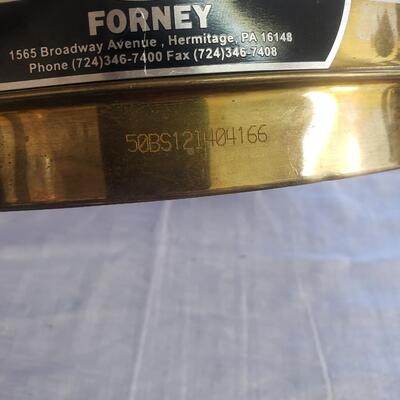 FORNEY
1565 Broadway Avenue , Hermitage, PA 16148
Phone (724)346-7400 Fax (724)346-7408
50BS121404166